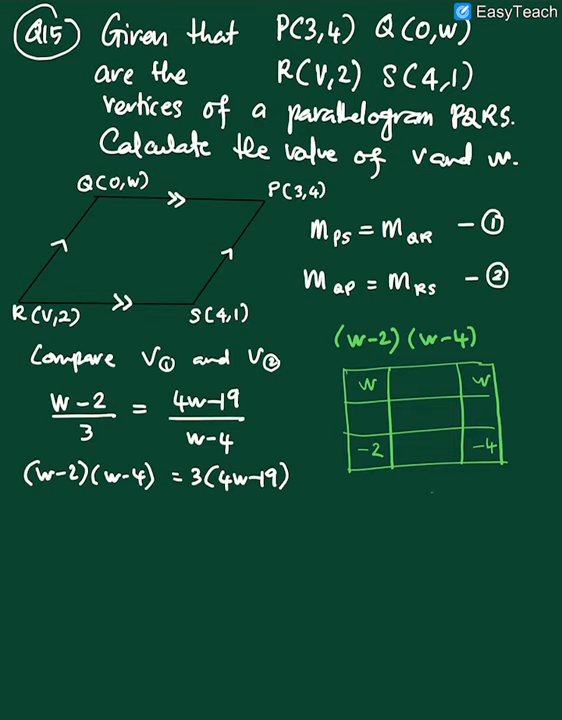 EasyTeach
Q15 Given that P(3,4) Q(0,w)
are the R(V,2) S(4,1)
vertices of a parallelogram PQRS.
Calculate the value of v and w.
Q(0,W)
P(3,4)
R(V,2)
S(4,1)
m_PS = m_QR - ①
m_QP = m_RS - ②
Compare V① and V②
(w-2)(w-4)
w w
-2 -4
W-2/3 = 4w-19/w-4
(w-2)(w-4) = 3(4w-19)